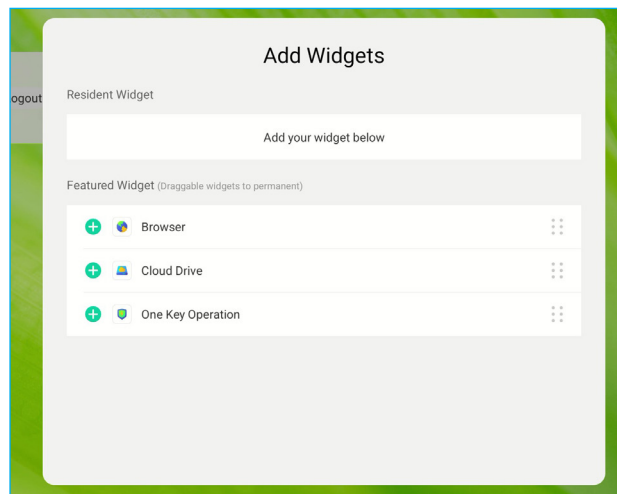 Add Widgets
ogout
Resident Widget
Add your widget below
Featured Widget (Draggable widgets to permanent)
Browser
Cloud Drive
One Key Operation